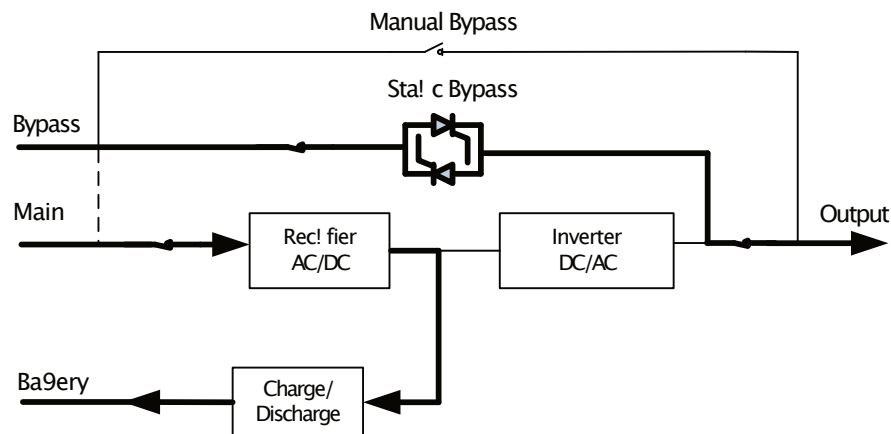 Manual Bypass
Sta! c Bypass
Bypass
Main
Rec! fier
AC/DC
Inverter
DC/AC
Output
Ba9ery
Charge/
Discharge